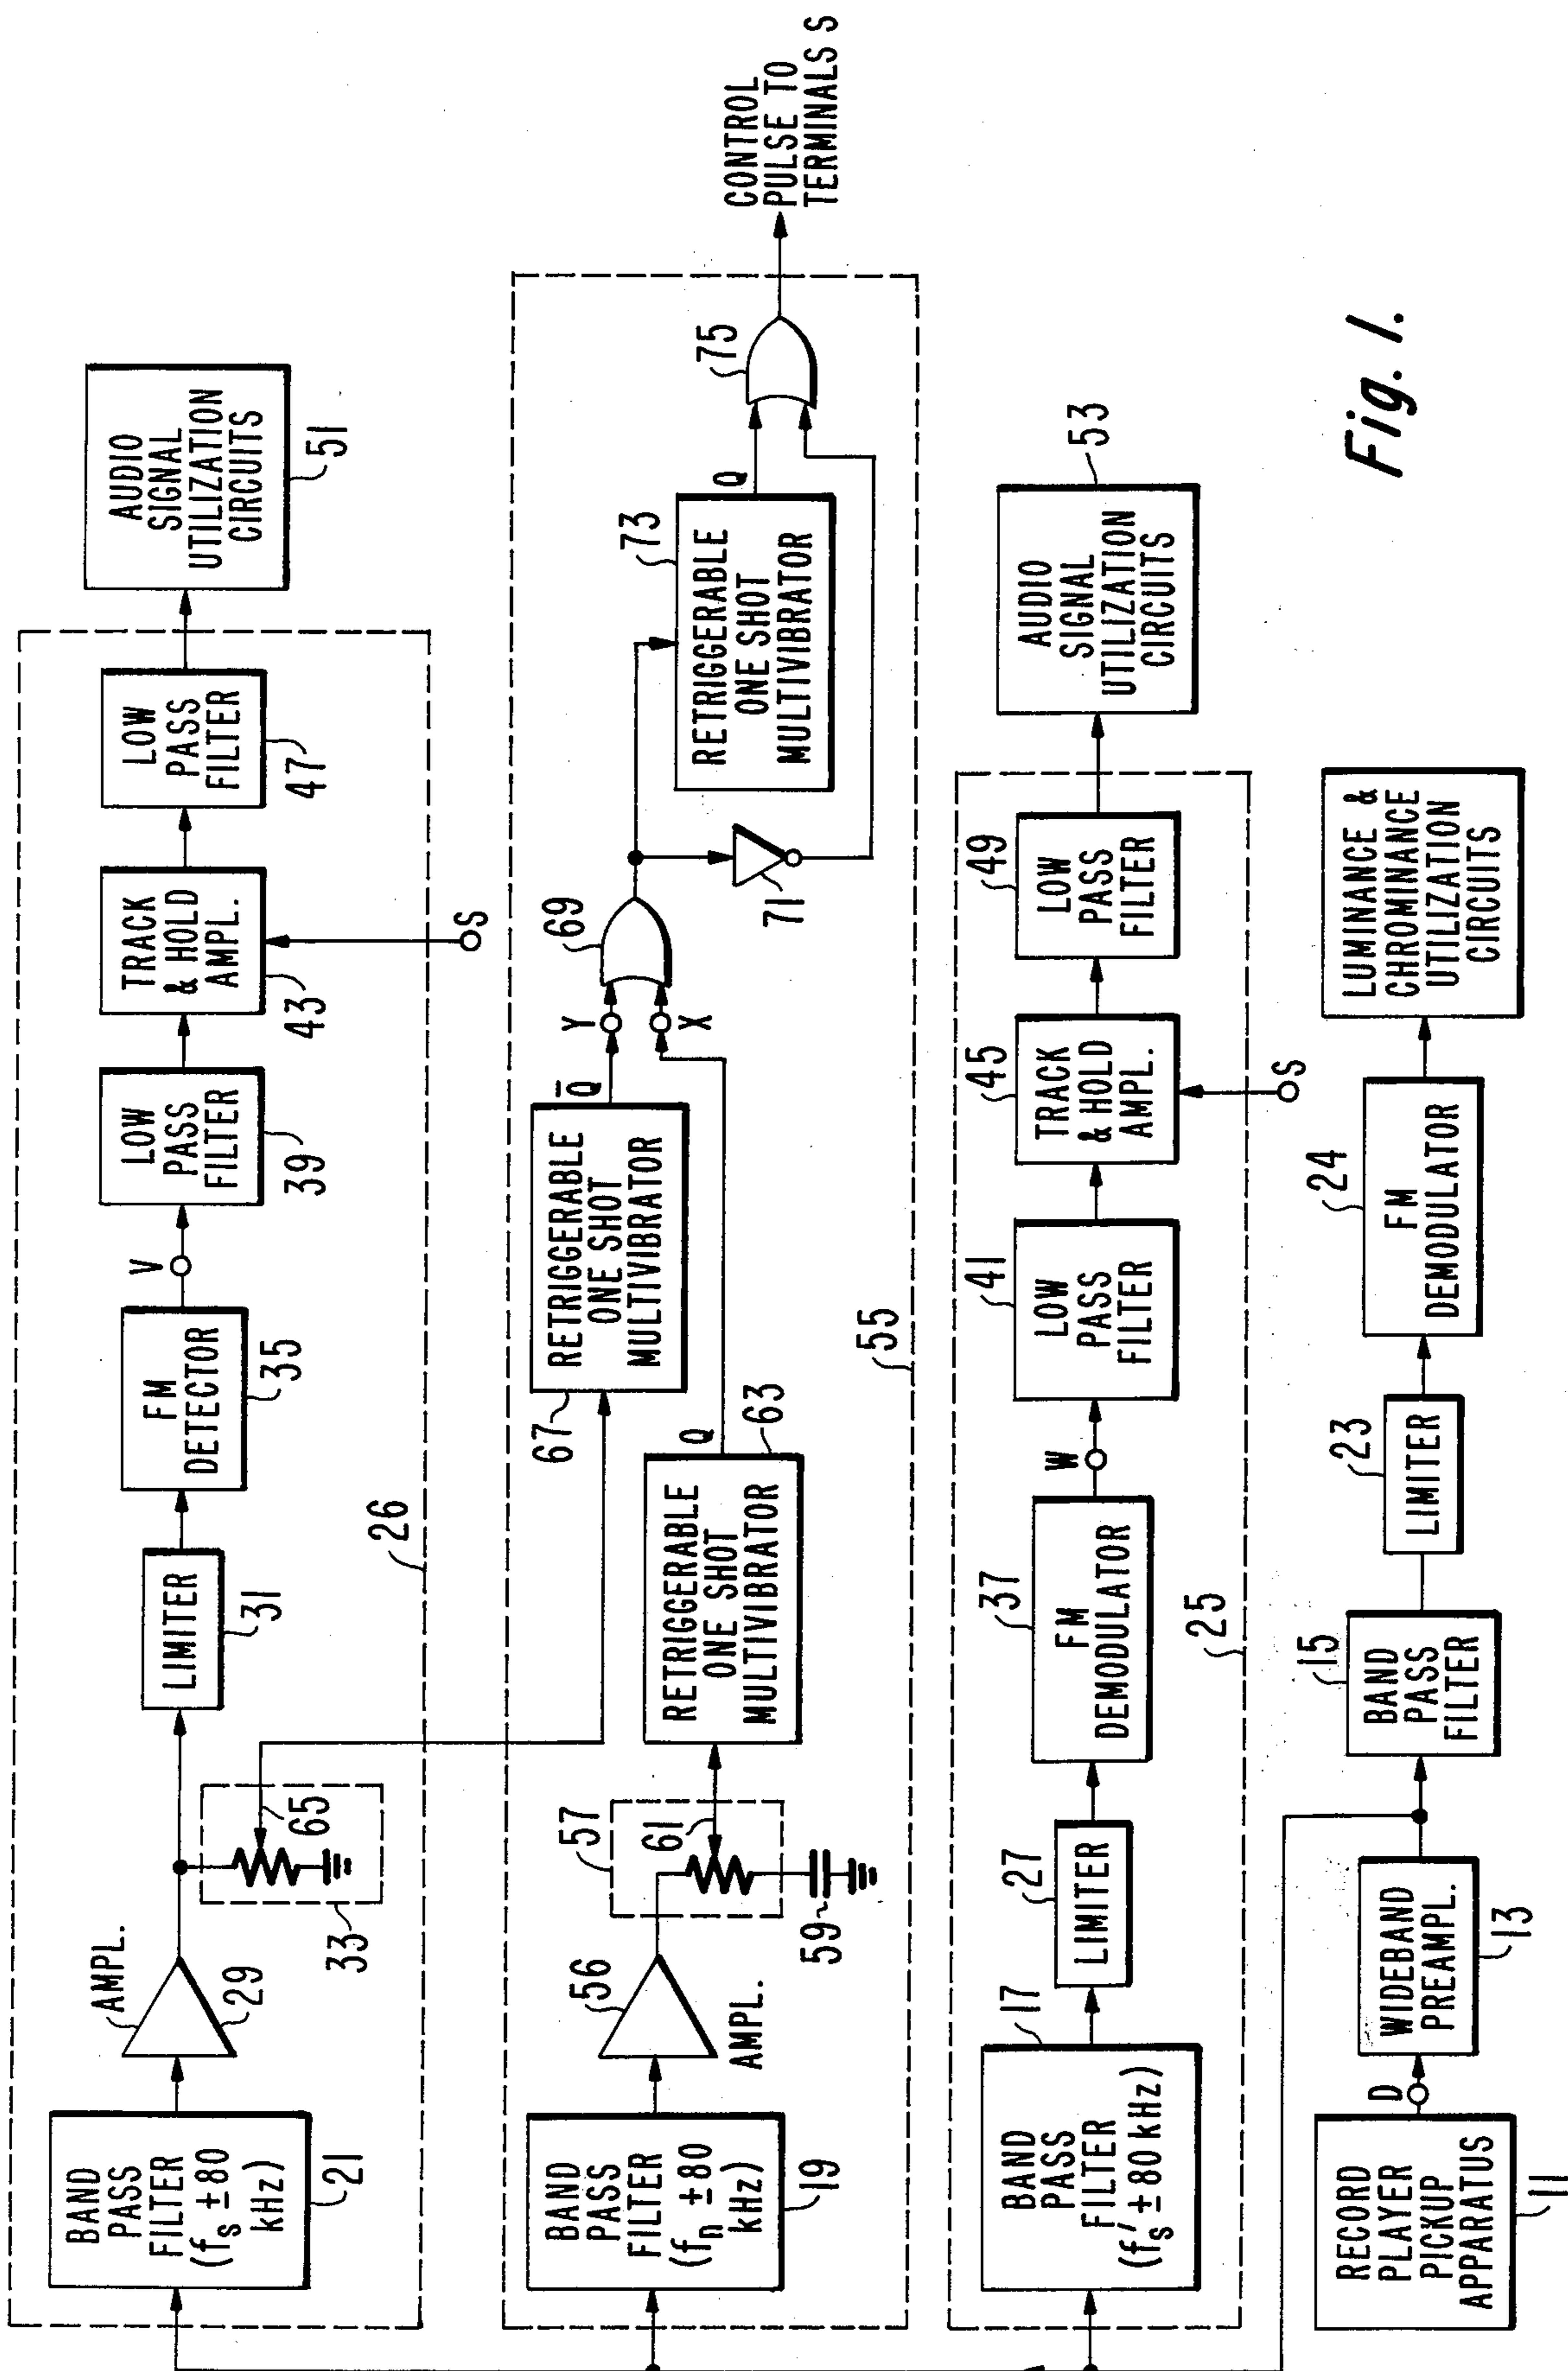 BAND
PASS
FILTER
(fs ±80
kHz)
21
AMPL.
29
33
65
LIMITER
31
FM
DETECTOR
35
V
LOW
PASS
FILTER
39
TRACK
& HOLD
AMPL.
43
S
LOW
PASS
FILTER
47
26
AUDIO
SIGNAL
UTILIZATION
CIRCUITS
51
BAND
PASS
FILTER
(fn ±80
kHz)
19
56
AMPL.
57
61
59
RETRIGGERABLE
ONE SHOT
MULTIVIBRATOR
63
Q
67
RETRIGGERABLE
ONE SHOT
MULTIVIBRATOR
Q̅
Y
X
69
71
73
RETRIGGERABLE
ONE SHOT
MULTIVIBRATOR
Q
75
55
CONTROL
PULSE TO
TERMINALS S
17
BAND
PASS
FILTER
(fs′ ±80 kHz)
27
LIMITER
37
FM
DEMODULATOR
W
41
LOW
PASS
FILTER
45
TRACK
& HOLD
AMPL.
S
49
LOW
PASS
FILTER
25
AUDIO
SIGNAL
UTILIZATION
CIRCUITS
53
RECORD
PLAYER
PICKUP
APPARATUS
11
D
WIDEBAND
PREAMPL.
13
15
BAND
PASS
FILTER
23
LIMITER
24
FM
DEMODULATOR
LUMINANCE &
CHROMINANCE
UTILIZATION
CIRCUITS
Fig. 1.